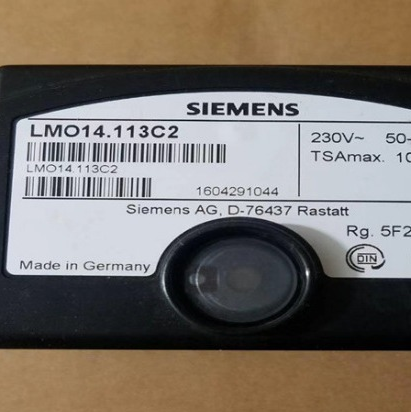 SIEMENS
LMO14.113C2
230V~ 50-
TSAmax. 10
LMO14.113C2
1604291044
Siemens AG, D-76437 Rastatt
Rg. 5F2
DIN
Made in Germany